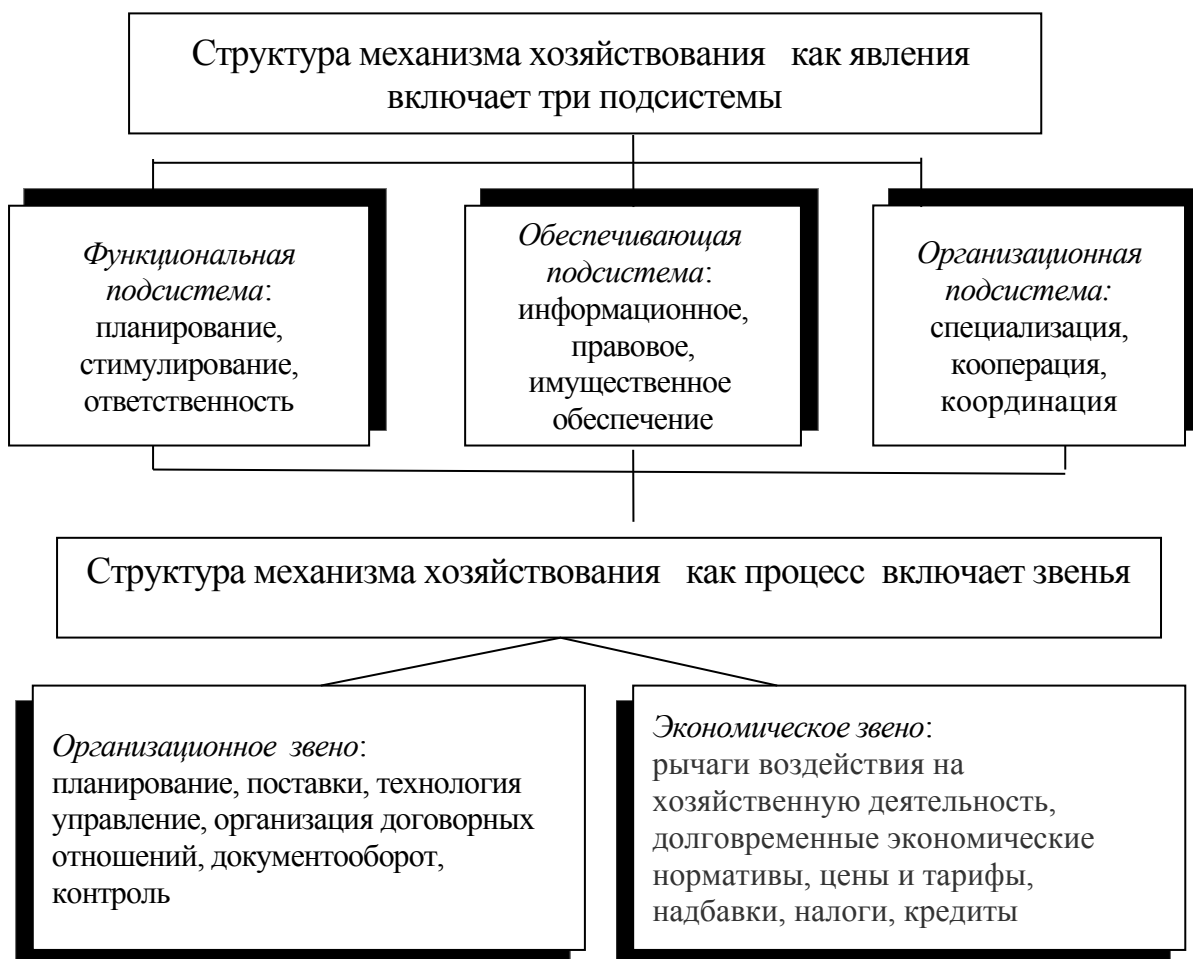 Структура механизма хозяйствования как явления
включает три подсистемы
Функциональная
подсистема:
планирование,
стимулирование,
ответственность
Обеспечивающая
подсистема:
информационное,
правовое,
имущественное
обеспечение
Организационная
подсистема:
специализация,
кооперация,
координация
Структура механизма хозяйствования как процесс включает звенья
Организационное звено:
планирование, поставки, технология
управление, организация договорных
отношений, документооборот,
контроль
Экономическое звено:
рычаги воздействия на
хозяйственную деятельность,
долговременные экономические
нормативы, цены и тарифы,
надбавки, налоги, кредиты